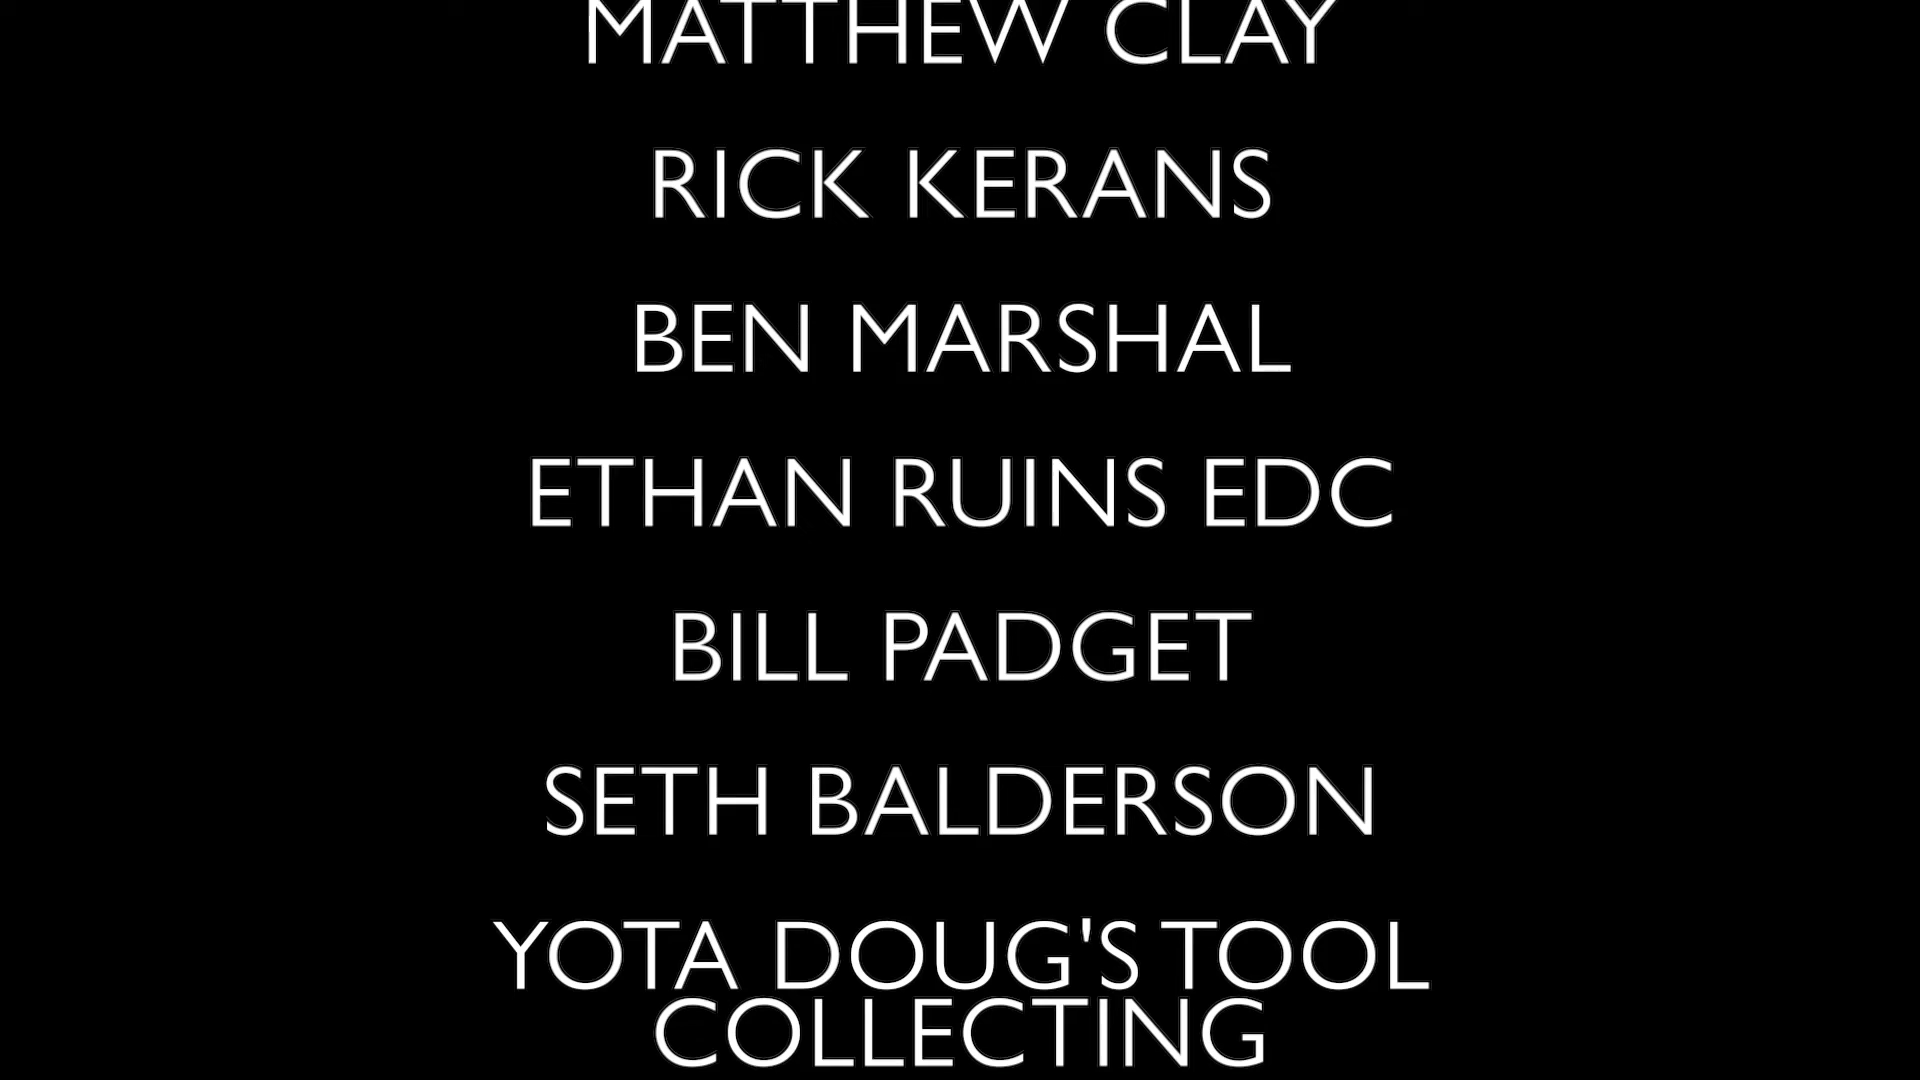 MATTHEW CLAY
RICK KERANS
BEN MARSHAL
ETHAN RUINS EDC
BILL PADGET
SETH BALDERSON
YOTA DOUG'S TOOL
COLLECTING